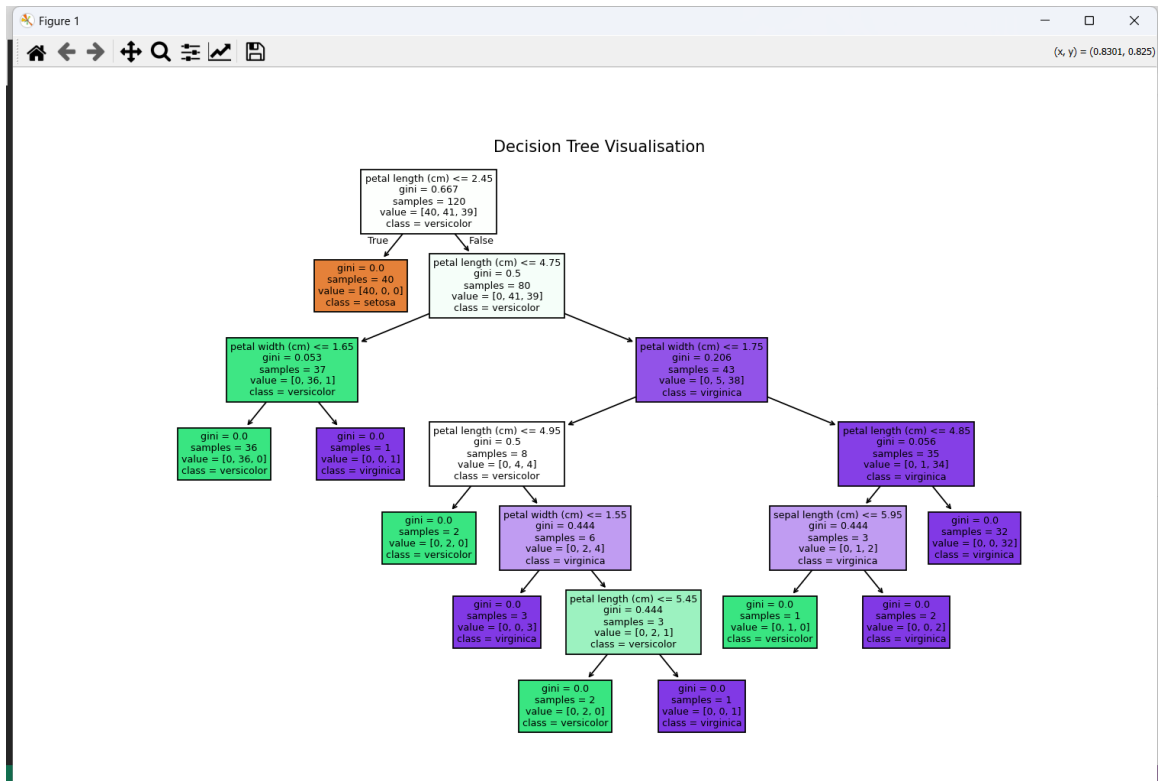 Figure 1
(x, y) = (0.8301, 0.825)
Decision Tree Visualisation
petal length (cm) <= 2.45
gini = 0.667
samples = 120
value = [40, 41, 39]
class = versicolor
True
False
gini = 0.0
samples = 40
value = [40, 0, 0]
class = setosa
petal length (cm) <= 4.75
gini = 0.5
samples = 80
value = [0, 41, 39]
class = versicolor
petal width (cm) <= 1.65
gini = 0.053
samples = 37
value = [0, 36, 1]
class = versicolor
petal width (cm) <= 1.75
gini = 0.206
samples = 43
value = [0, 5, 38]
class = virginica
gini = 0.0
samples = 36
value = [0, 36, 0]
class = versicolor
gini = 0.0
samples = 1
value = [0, 0, 1]
class = virginica
petal length (cm) <= 4.95
gini = 0.5
samples = 8
value = [0, 4, 4]
class = versicolor
petal length (cm) <= 4.85
gini = 0.056
samples = 35
value = [0, 1, 34]
class = virginica
gini = 0.0
samples = 2
value = [0, 2, 0]
class = versicolor
petal width (cm) <= 1.55
gini = 0.444
samples = 6
value = [0, 2, 4]
class = virginica
sepal length (cm) <= 5.95
gini = 0.444
samples = 3
value = [0, 1, 2]
class = virginica
gini = 0.0
samples = 32
value = [0, 0, 32]
class = virginica
gini = 0.0
samples = 3
value = [0, 0, 3]
class = virginica
petal length (cm) <= 5.45
gini = 0.444
samples = 3
value = [0, 2, 1]
class = versicolor
gini = 0.0
samples = 1
value = [0, 1, 0]
class = versicolor
gini = 0.0
samples = 2
value = [0, 0, 2]
class = virginica
gini = 0.0
samples = 2
value = [0, 2, 0]
class = versicolor
gini = 0.0
samples = 1
value = [0, 0, 1]
class = virginica